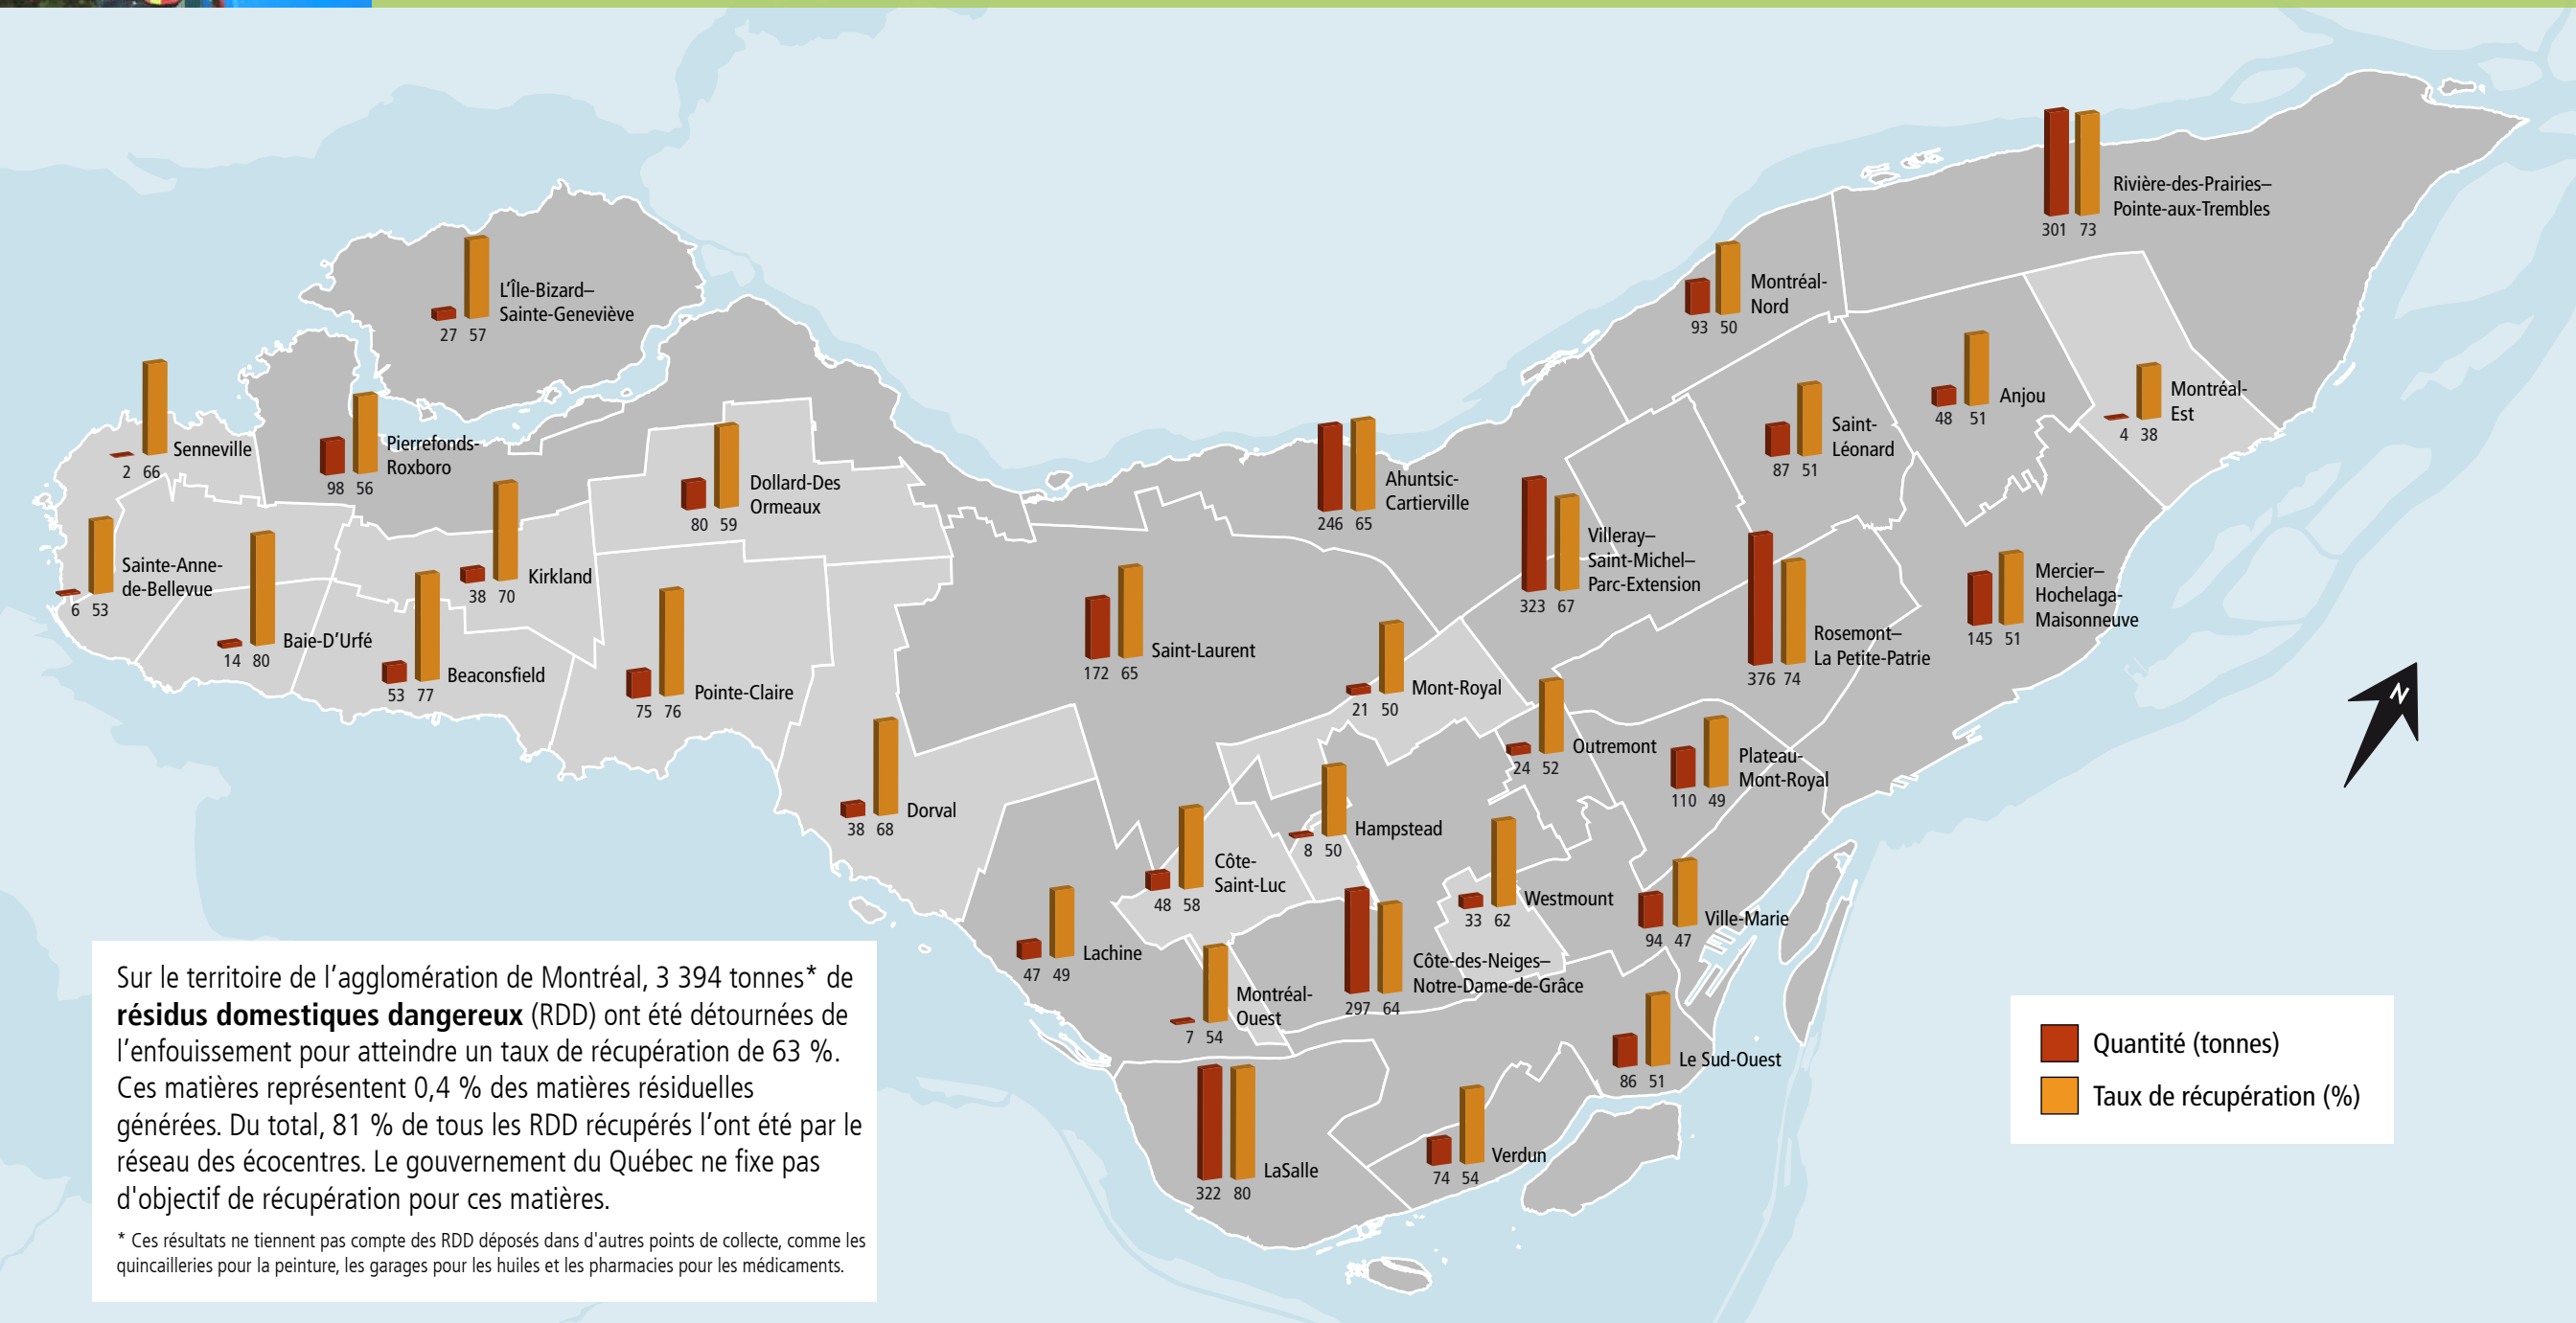 Rivière-des-Prairies–
Pointe-aux-Trembles
301 73
Montréal-
Nord
93 50
L'Île-Bizard–
Sainte-Geneviève
27 57
Anjou
48 51
Montréal-
Est
4 38
Saint-
Léonard
87 51
Senneville
2 66
Pierrefonds-
Roxboro
98 56
Dollard-Des
Ormeaux
80 59
Ahuntsic-
Cartierville
246 65
Villeray–
Saint-Michel–
Parc-Extension
323 67
Sainte-Anne-
de-Bellevue
6 53
Kirkland
38 70
Mercier–
Hochelaga-
Maisonneuve
145 51
Baie-D'Urfé
14 80
Beaconsfield
53 77
Pointe-Claire
75 76
Saint-Laurent
172 65
Rosemont–
La Petite-Patrie
376 74
Mont-Royal
21 50
Outremont
24 52
Plateau-
Mont-Royal
110 49
Dorval
38 68
Hampstead
8 50
Côte-
Saint-Luc
48 58
Westmount
33 62
Ville-Marie
94 47
Lachine
47 49
Côte-des-Neiges–
Notre-Dame-de-Grâce
297 64
Montréal-
Ouest
7 54
Le Sud-Ouest
86 51
LaSalle
322 80
Verdun
74 54
N
Sur le territoire de l'agglomération de Montréal, 3 394 tonnes* de
résidus domestiques dangereux (RDD) ont été détournées de
l'enfouissement pour atteindre un taux de récupération de 63 %.
Ces matières représentent 0,4 % des matières résiduelles
générées. Du total, 81 % de tous les RDD récupérés l'ont été par le
réseau des écocentres. Le gouvernement du Québec ne fixe pas
d'objectif de récupération pour ces matières.
* Ces résultats ne tiennent pas compte des RDD déposés dans d'autres points de collecte, comme les
quincailleries pour la peinture, les garages pour les huiles et les pharmacies pour les médicaments.
Quantité (tonnes)
Taux de récupération (%)